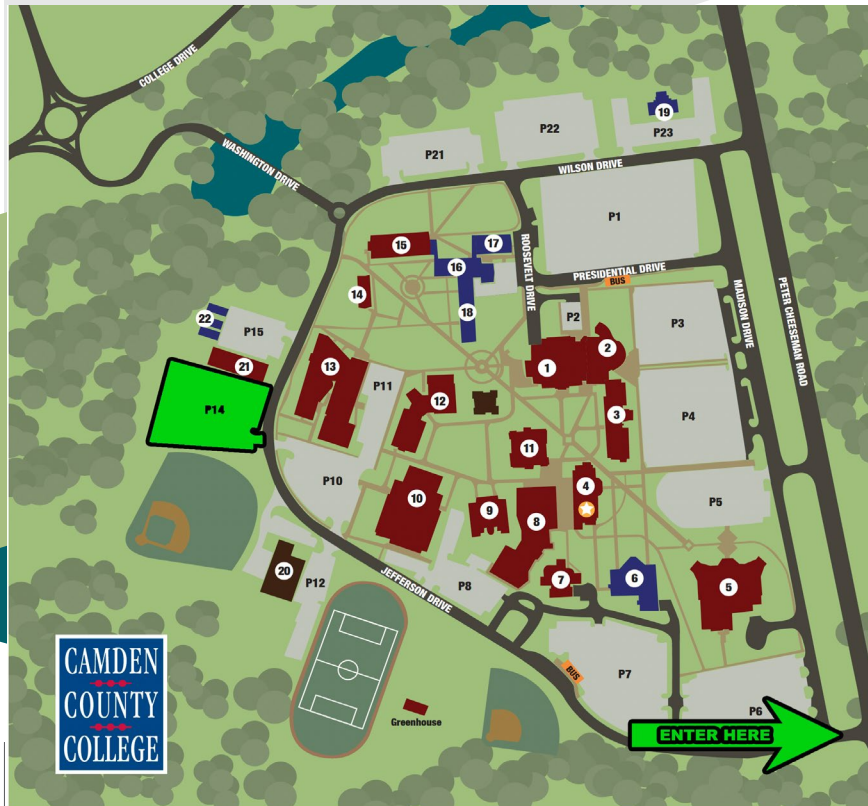 COLLEGE DRIVE
WASHINGTON DRIVE
19
P21
P22
P23
WILSON DRIVE
P1
15
17
16
ROOSEVELT DRIVE
PRESIDENTIAL DRIVE
BUS
MADISON DRIVE
PETER CHEESEMAN ROAD
14
18
P2
P3
22
P15
21
13
P11
1
2
12
P14
3
P4
11
10
P10
4
9
8
P5
20
P12
7
6
5
JEFFERSON DRIVE
P8
BUS
P7
P6
Greenhouse
ENTER HERE
CAMDEN
COUNTY
COLLEGE